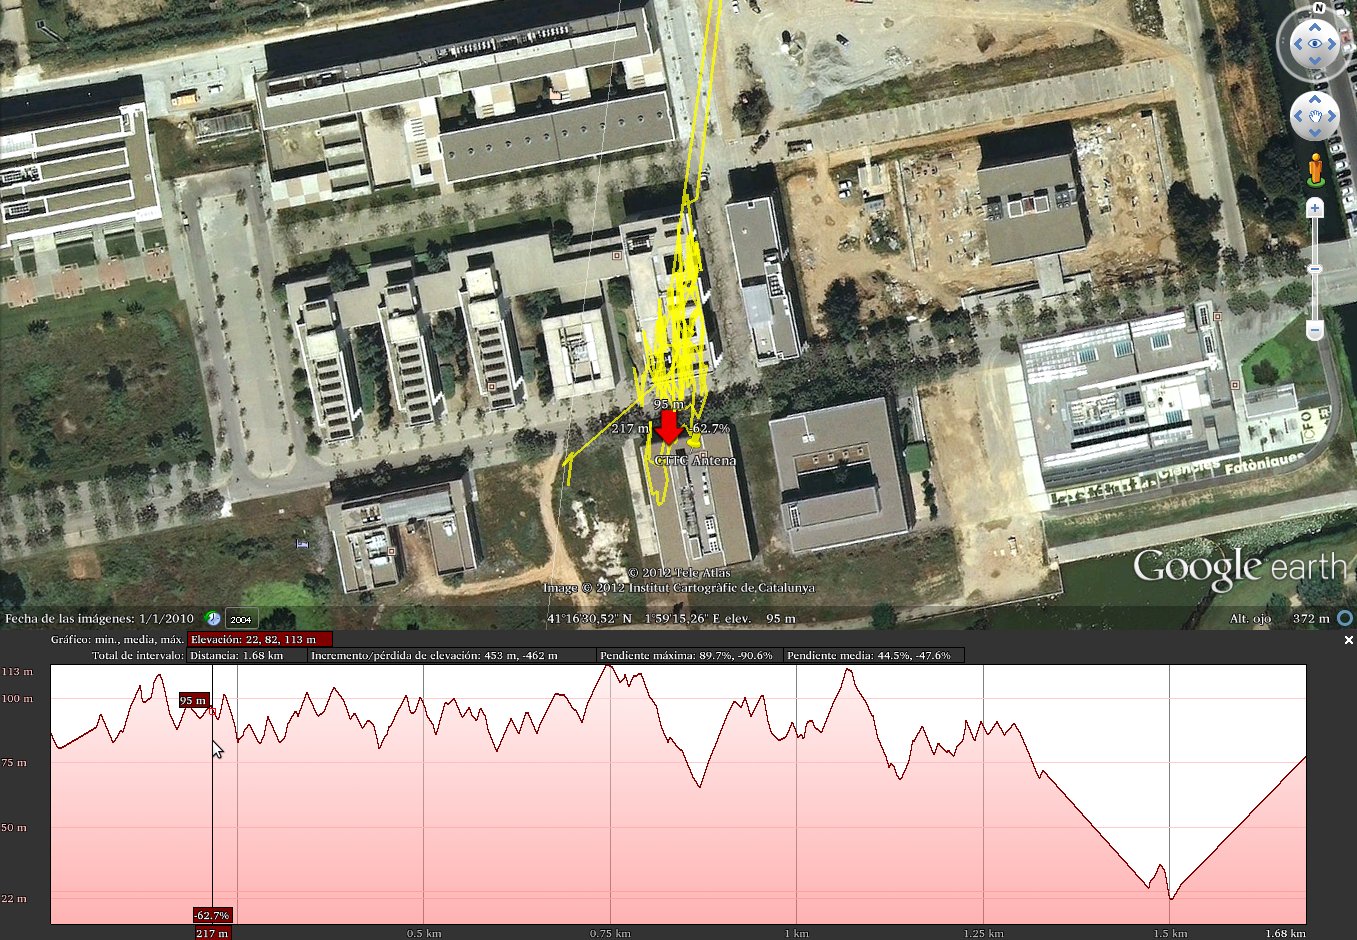 N
95 m
217 m
-62.7%
CTTC Antena
Ciències Fotòniques
ICFO
© 2012 Tele Atlas
Image © 2012 Institut Cartogràfic de Catalunya
Google earth
Fecha de las imágenes: 1/1/2010
2004
41°16'30,52" N 1°59'15,26" E elev. 95 m
Alt. ojo 372 m
Gráfico: min., media, máx. Elevación: 22, 82, 113 m
Total de intervalo: Distancia: 1.68 km Incremento/pérdida de elevación: 453 m, -462 m Pendiente máxima: 89.7%, -90.6% Pendiente media: 44.5%, -47.6%
113 m
100 m
95 m
75 m
50 m
22 m
-62.7%
217 m
0.5 km
0.75 km
1 km
1.25 km
1.5 km
1.68 km